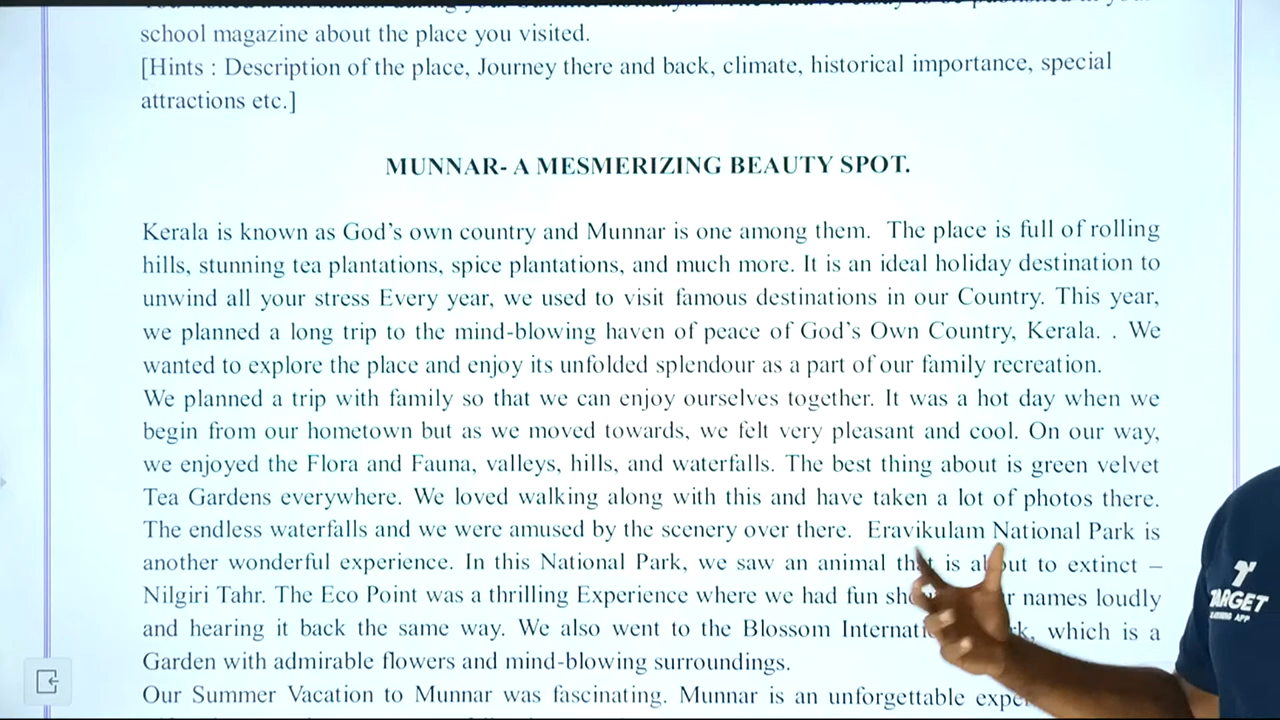 school magazine about the place you visited.
[Hints : Description of the place, Journey there and back, climate, historical importance, special
attractions etc.]
MUNNAR- A MESMERIZING BEAUTY SPOT.
Kerala is known as God's own country and Munnar is one among them. The place is full of rolling
hills, stunning tea plantations, spice plantations, and much more. It is an ideal holiday destination to
unwind all your stress Every year, we used to visit famous destinations in our Country. This year,
we planned a long trip to the mind-blowing haven of peace of God's Own Country, Kerala. . We
wanted to explore the place and enjoy its unfolded splendour as a part of our family recreation.
We planned a trip with family so that we can enjoy ourselves together. It was a hot day when we
begin from our hometown but as we moved towards, we felt very pleasant and cool. On our way,
we enjoyed the Flora and Fauna, valleys, hills, and waterfalls. The best thing about is green velvet
Tea Gardens everywhere. We loved walking along with this and have taken a lot of photos there.
The endless waterfalls and we were amused by the scenery over there. Eravikulam National Park is
another wonderful experience. In this National Park, we saw an animal that is about to extinct –
Nilgiri Tahr. The Eco Point was a thrilling Experience where we had fun names loudly
and hearing it back the same way. We also went to the Blossom which is a
Garden with admirable flowers and mind-blowing surroundings.
Our Summer Vacation to Munnar was fascinating. Munnar is an unforgettable
TARGET
LEARNING APP